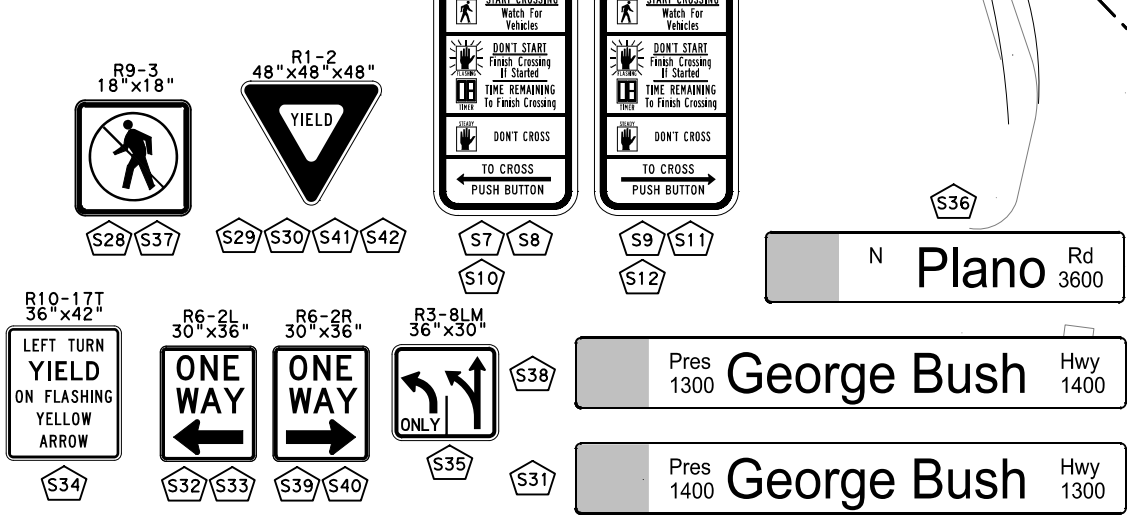 START CROSSING
Watch For
Vehicles
DON'T START
Finish Crossing
If Started
FLASHING
TIME REMAINING
To Finish Crossing
TIMER
STEADY
DON'T CROSS
TO CROSS
PUSH BUTTON
S7 S8
S10
START CROSSING
Watch For
Vehicles
DON'T START
Finish Crossing
If Started
FLASHING
TIME REMAINING
To Finish Crossing
TIMER
STEADY
DON'T CROSS
TO CROSS
PUSH BUTTON
S9 S11
S12
R9-3
18"x18"
S28 S37
R1-2
48"x48"x48"
YIELD
S29 S30 S41 S42
S36
N Plano Rd
3600
R10-17T
36"x42"
LEFT TURN
YIELD
ON FLASHING
YELLOW
ARROW
S34
R6-2L
30"x36"
ONE
WAY
S32 S33
R6-2R
30"x36"
ONE
WAY
S39 S40
R3-8LM
36"x30"
ONLY
S35
S38
Pres George Bush Hwy
1300 1400
S31
Pres George Bush Hwy
1400 1300